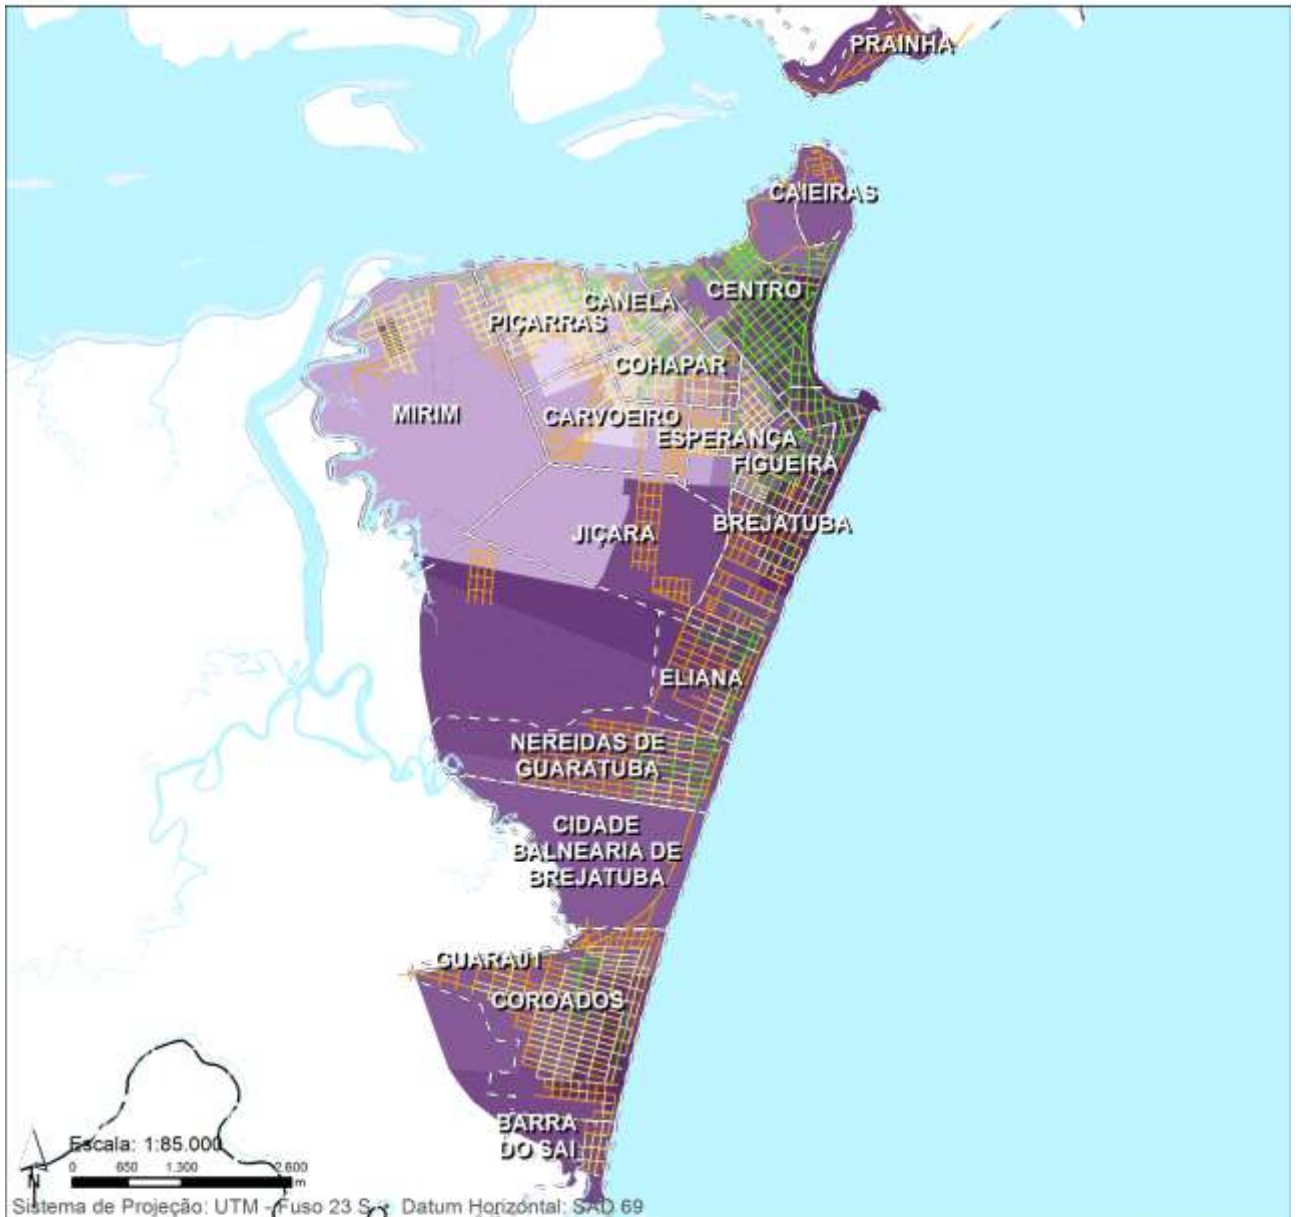 PRAINHA
CAIEIRAS
CENTRO
CANELA
PIÇARRAS
COHAPAR
MIRIM
CARVOEIRO
ESPERANÇA
FIGUEIRA
BREJATUBA
JIÇARA
ELIANA
NEREIDAS DE
GUARATUBA
CIDADE
BALNEARIA DE
BREJATUBA
GUARA01
COROADOS
BARRA
DO SAI
Escala: 1:85.000
0 650 1.300 2.600
m
N
Sistema de Projeção: UTM - Fuso 23 S - Datum Horizontal: SAD 69